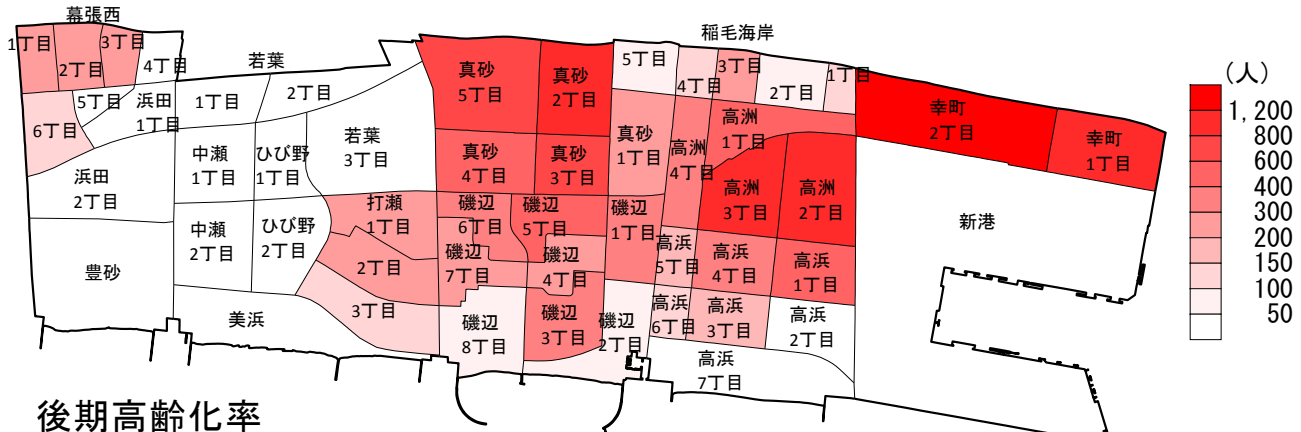 幕張西
1丁目
2丁目
3丁目
4丁目
5丁目
6丁目
浜田
1丁目
浜田
2丁目
豊砂
若葉
1丁目
2丁目
若葉
3丁目
中瀬
1丁目
中瀬
2丁目
ひび野
1丁目
ひび野
2丁目
美浜
打瀬
1丁目
2丁目
3丁目
真砂
5丁目
真砂
2丁目
真砂
4丁目
真砂
3丁目
真砂
1丁目
磯辺
6丁目
磯辺
5丁目
磯辺
1丁目
磯辺
7丁目
磯辺
4丁目
磯辺
8丁目
磯辺
3丁目
磯辺
2丁目
稲毛海岸
5丁目
4丁目
3丁目
2丁目
1丁目
高洲
1丁目
高洲
4丁目
高洲
3丁目
高洲
2丁目
高浜
5丁目
高浜
4丁目
高浜
1丁目
高浜
6丁目
高浜
3丁目
高浜
2丁目
高浜
7丁目
幸町
2丁目
幸町
1丁目
新港
(人)
1,200
800
600
400
300
200
150
100
50
後期高齢化率